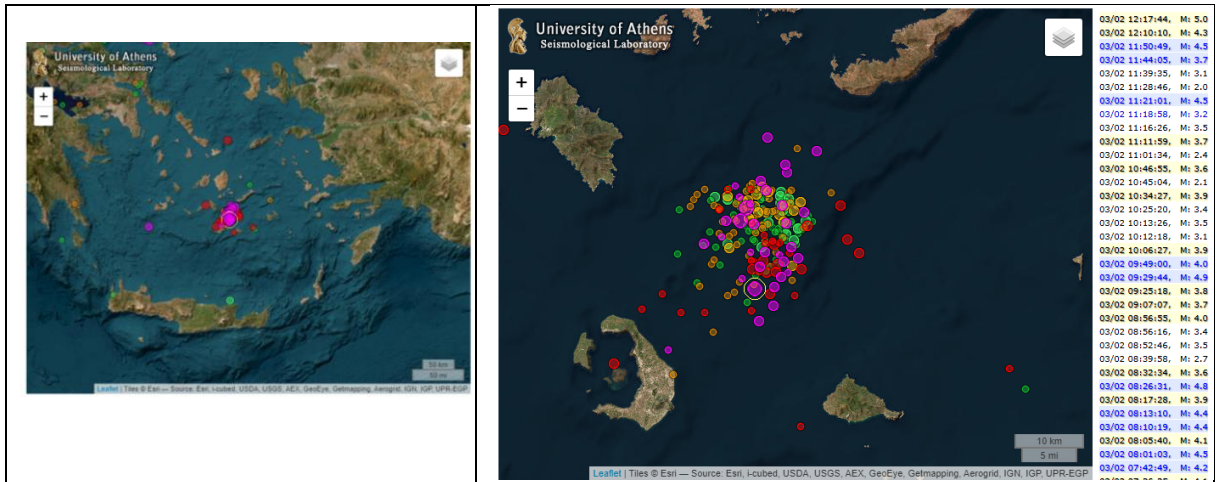 University of Athens
Seismological Laboratory
+
−
50 km
50 mi
Leaflet | Tiles © Esri — Source: Esri, i-cubed, USDA, USGS, AEX, GeoEye, Getmapping, Aerogrid, IGN, IGP, UPR-EGP
University of Athens
Seismological Laboratory
+
−
10 km
5 mi
Leaflet | Tiles © Esri — Source: Esri, i-cubed, USDA, USGS, AEX, GeoEye, Getmapping, Aerogrid, IGN, IGP, UPR-EGP
03/02 12:17:44, M: 5.0
03/02 12:10:10, M: 4.3
03/02 11:50:49, M: 4.5
03/02 11:44:05, M: 3.7
03/02 11:39:35, M: 3.1
03/02 11:28:46, M: 2.0
03/02 11:21:01, M: 4.5
03/02 11:18:58, M: 3.2
03/02 11:16:26, M: 3.5
03/02 11:11:59, M: 3.7
03/02 11:01:34, M: 2.4
03/02 10:46:55, M: 3.6
03/02 10:45:04, M: 2.1
03/02 10:34:27, M: 3.9
03/02 10:25:20, M: 3.4
03/02 10:13:26, M: 3.5
03/02 10:12:18, M: 3.1
03/02 10:06:27, M: 3.9
03/02 09:49:00, M: 4.0
03/02 09:29:44, M: 4.9
03/02 09:25:18, M: 3.8
03/02 09:07:07, M: 3.7
03/02 08:56:55, M: 4.0
03/02 08:56:16, M: 3.4
03/02 08:52:46, M: 3.5
03/02 08:39:58, M: 2.7
03/02 08:32:34, M: 3.6
03/02 08:26:31, M: 4.8
03/02 08:17:28, M: 3.9
03/02 08:13:10, M: 4.4
03/02 08:10:19, M: 4.4
03/02 08:05:40, M: 4.1
03/02 08:01:03, M: 4.5
03/02 07:42:49, M: 4.2